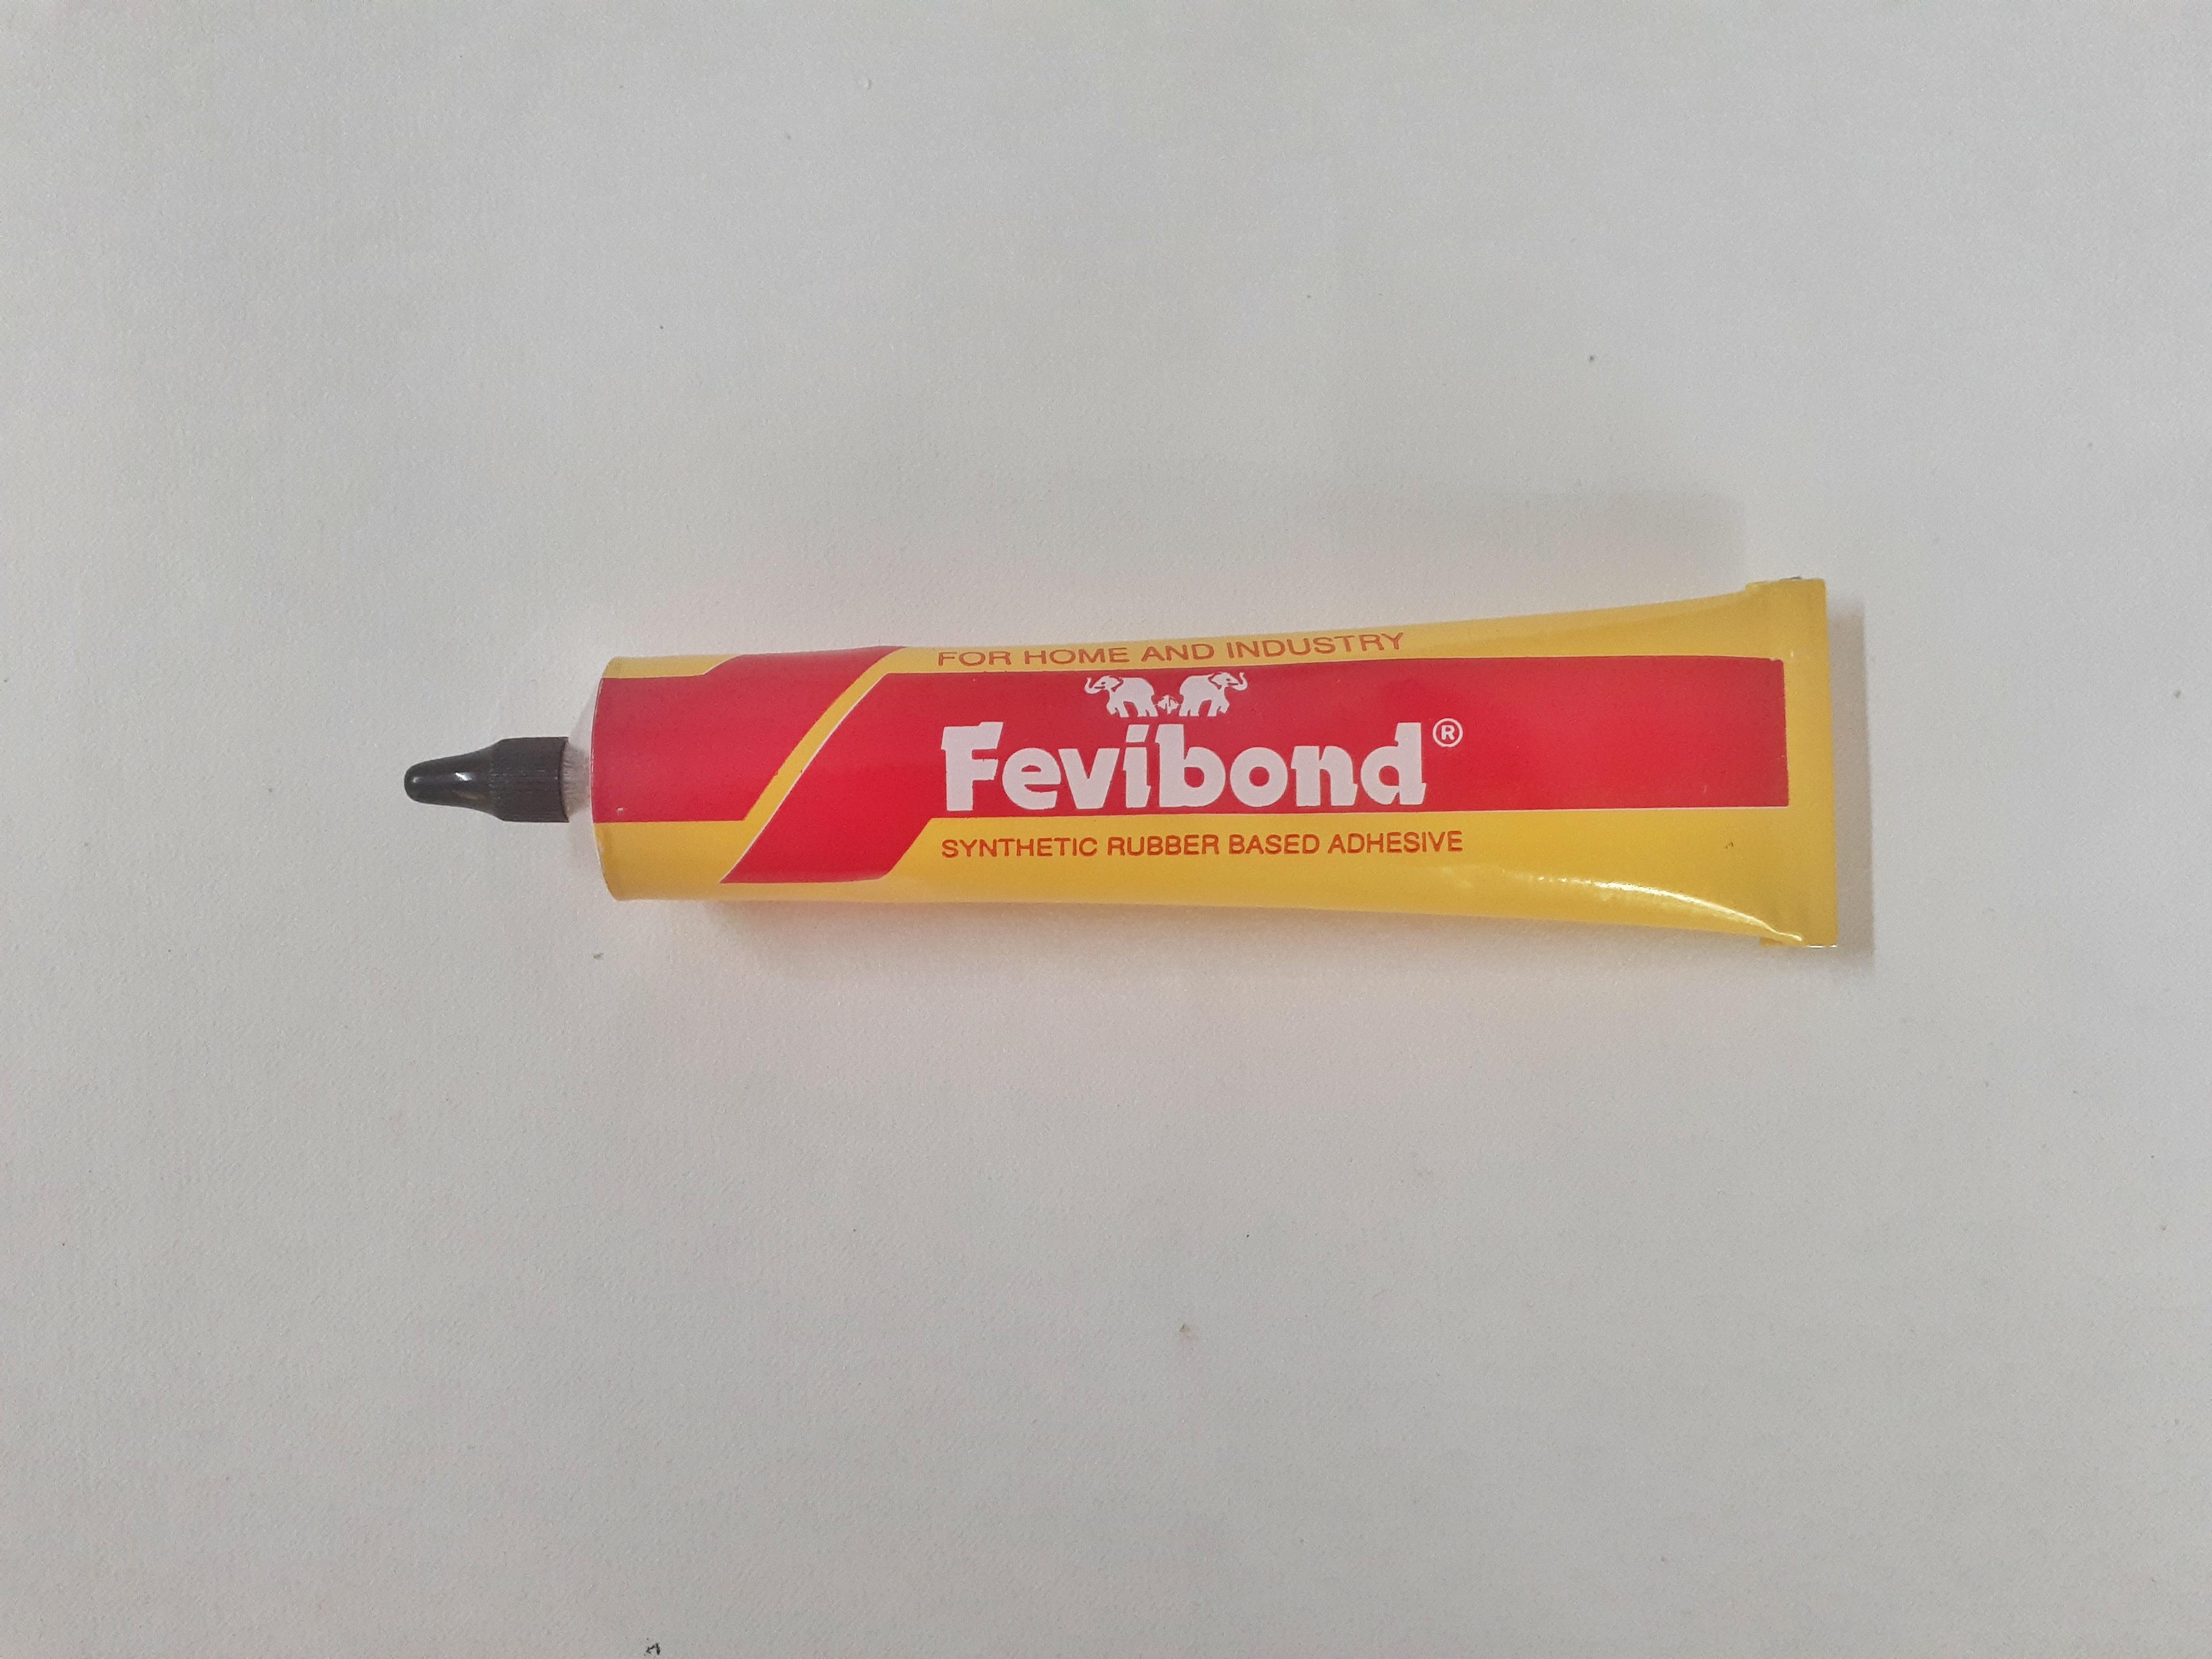 FOR HOME AND INDUSTRY
Fevibond®
SYNTHETIC RUBBER BASED ADHESIVE